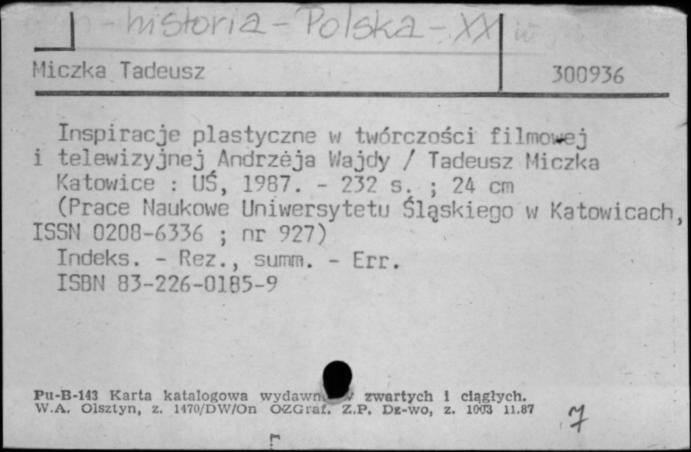 - historia - Polska - XX w
Miczka Tadeusz 300936
Inspiracje plastyczne w twórczości filmowej
i telewizyjnej Andrzeja Wajdy / Tadeusz Miczka
Katowice : UŚ, 1987. - 232 s. ; 24 cm
(Prace Naukowe Uniwersytetu Śląskiego w Katowicach,
ISSN 0208-6336 ; nr 927)
Indeks. - Rez., summ. - Err.
ISBN 83-226-0185-9
Pu-B-143 Karta katalogowa zwartych i ciągłych.
W.A. Olsztyn, z. 1470/DW/On OZGraf. Z.P. Dz-wo, z. 1003 11.87
7